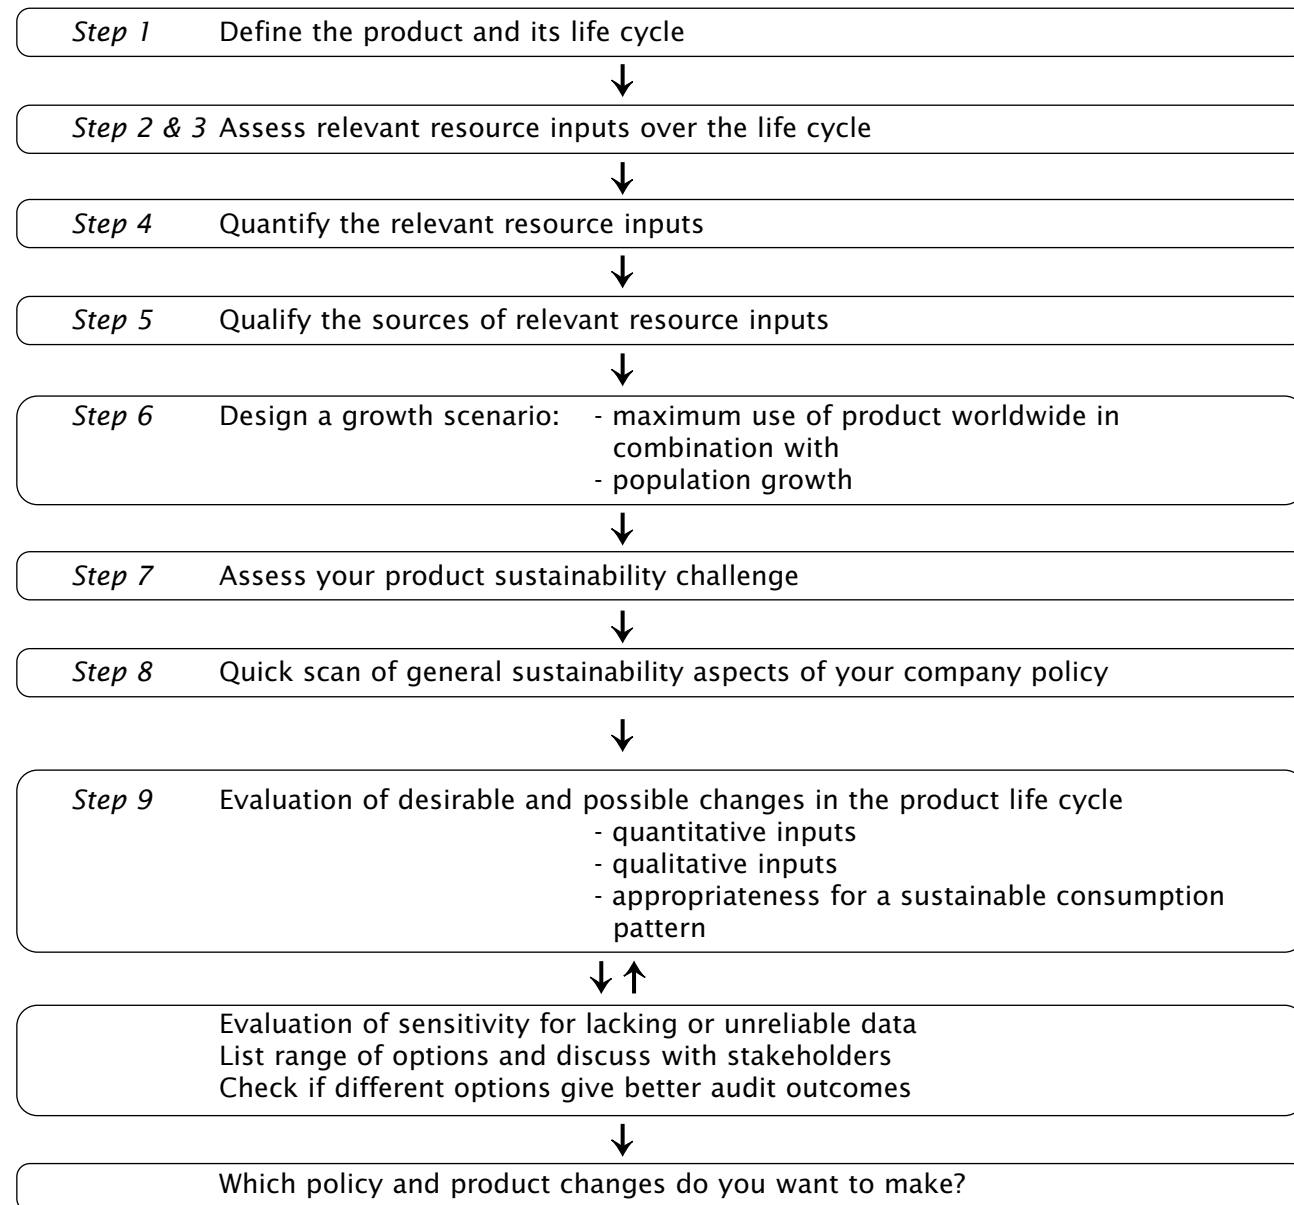 Step 1 Define the product and its life cycle
Step 2 & 3 Assess relevant resource inputs over the life cycle
Step 4 Quantify the relevant resource inputs
Step 5 Qualify the sources of relevant resource inputs
Step 6 Design a growth scenario: - maximum use of product worldwide in
combination with
- population growth
Step 7 Assess your product sustainability challenge
Step 8 Quick scan of general sustainability aspects of your company policy
Step 9 Evaluation of desirable and possible changes in the product life cycle
- quantitative inputs
- qualitative inputs
- appropriateness for a sustainable consumption
pattern
Evaluation of sensitivity for lacking or unreliable data
List range of options and discuss with stakeholders
Check if different options give better audit outcomes
Which policy and product changes do you want to make?